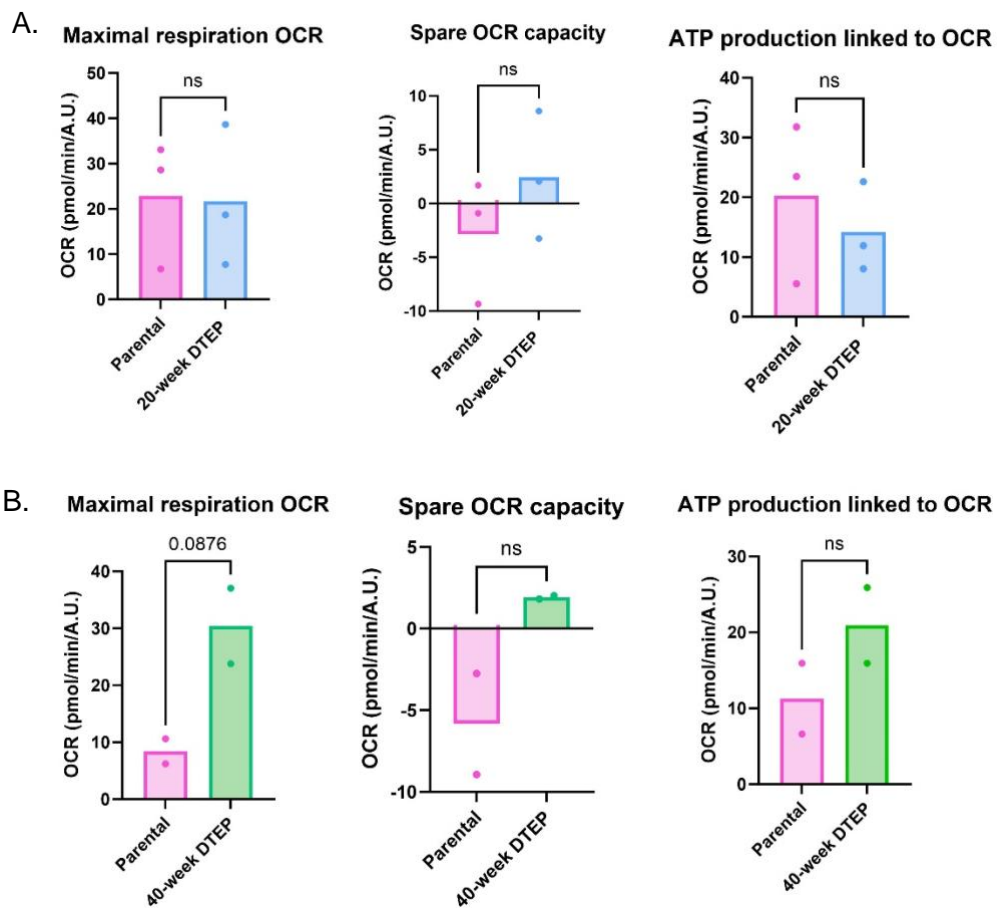 A.
Maximal respiration OCR
ns
OCR (pmol/min/A.U.)
50
40
30
20
10
0
Parental
20-week DTEP
Spare OCR capacity
ns
OCR (pmol/min/A.U.)
10
5
0
-5
-10
Parental
20-week DTEP
ATP production linked to OCR
ns
OCR (pmol/min/A.U.)
40
30
20
10
0
Parental
20-week DTEP
B.
Maximal respiration OCR
0.0876
OCR (pmol/min/A.U.)
40
30
20
10
0
Parental
40-week DTEP
Spare OCR capacity
ns
OCR (pmol/min/A.U.)
5
0
-5
-10
Parental
40-week DTEP
ATP production linked to OCR
ns
OCR (pmol/min/A.U.)
30
20
10
0
Parental
40-week DTEP